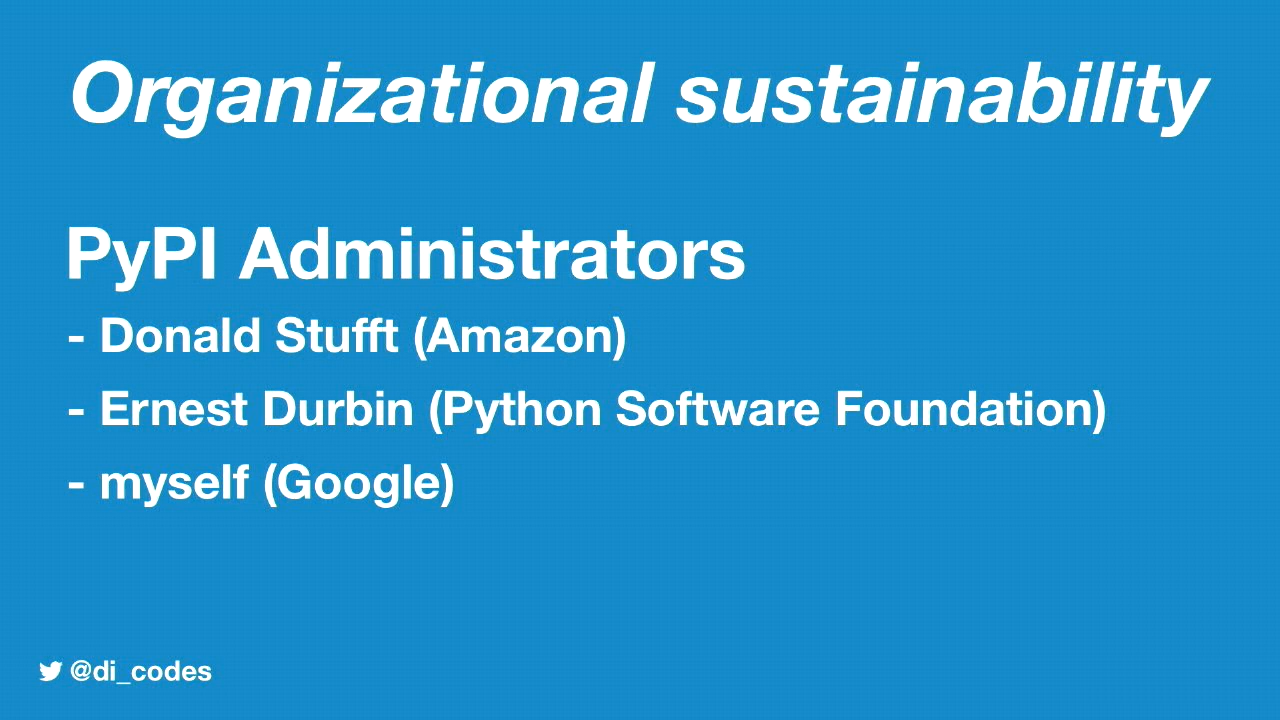 Organizational sustainability
PyPI Administrators
- Donald Stufft (Amazon)
- Ernest Durbin (Python Software Foundation)
- myself (Google)
@di_codes